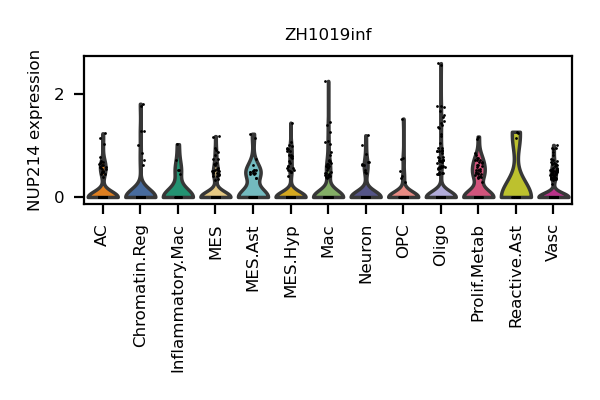 ZH1019inf
NUP214 expression
2
0
AC
Chromatin.Reg
Inflammatory.Mac
MES
MES.Ast
MES.Hyp
Mac
Neuron
OPC
Oligo
Prolif.Metab
Reactive.Ast
Vasc